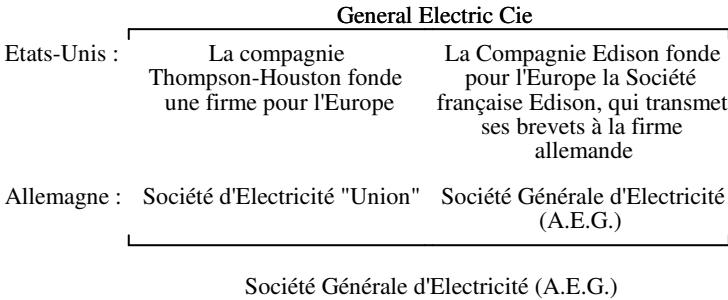 General Electric Cie
Etats-Unis :
La compagnie
Thompson-Houston fonde
une firme pour l'Europe
La Compagnie Edison fonde
pour l'Europe la Société
française Edison, qui transmet
ses brevets à la firme
allemande
Allemagne :
Société d'Electricité "Union"
Société Générale d'Electricité
(A.E.G.)
Société Générale d'Electricité (A.E.G.)